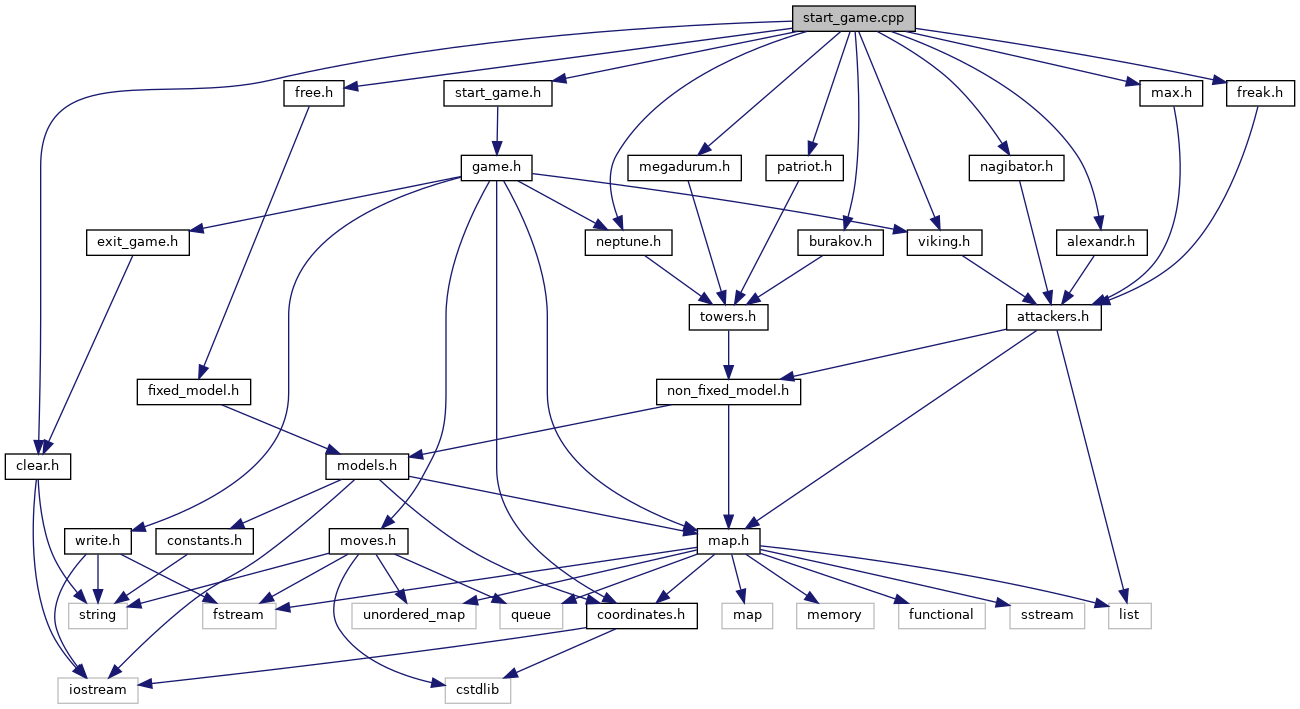 start_game.cpp
free.h
start_game.h
max.h
freak.h
game.h
megadurum.h
patriot.h
nagibator.h
exit_game.h
neptune.h
burakov.h
viking.h
alexandr.h
towers.h
attackers.h
fixed_model.h
non_fixed_model.h
clear.h
models.h
write.h
constants.h
moves.h
map.h
string
fstream
unordered_map
queue
coordinates.h
map
memory
functional
sstream
list
iostream
cstdlib